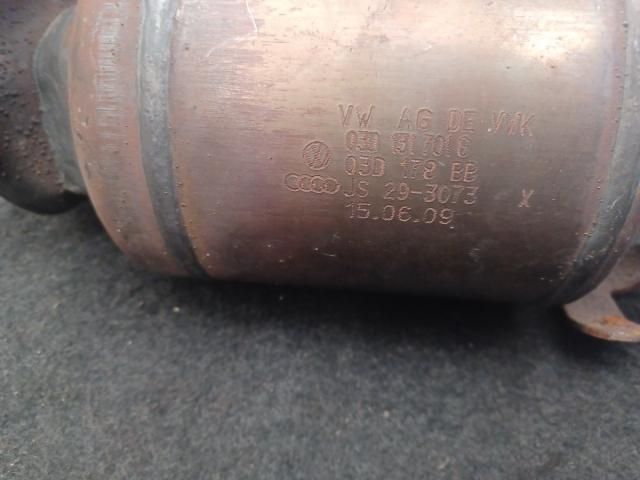 VW AG DE VWK
03D 131 701 G
03D 178 BB
JS 29-3073 X
15.06.09